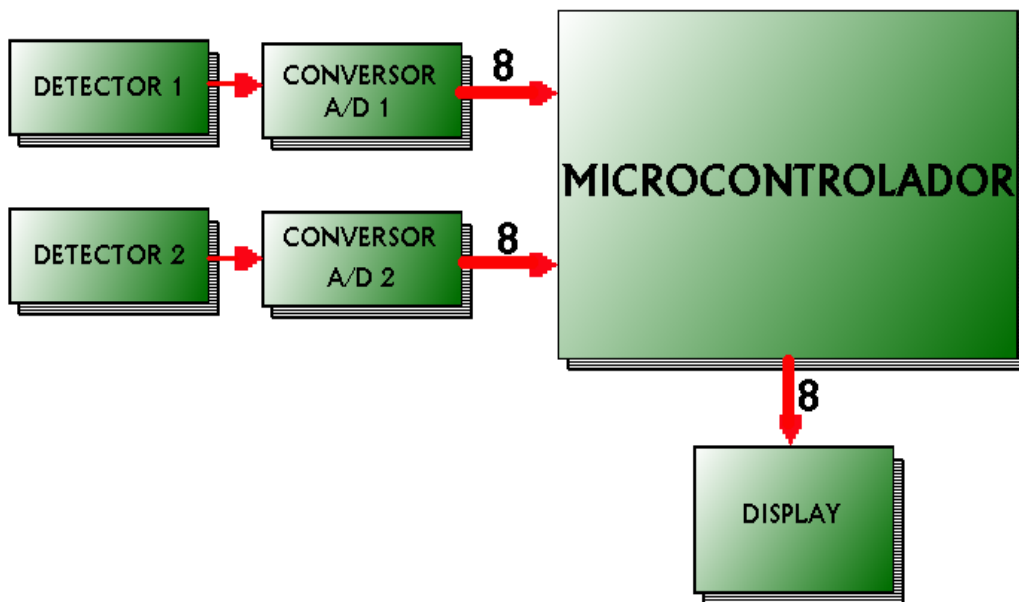 DETECTOR 1
CONVERSOR
A/D 1
8
MICROCONTROLADOR
DETECTOR 2
CONVERSOR
A/D 2
8
8
DISPLAY